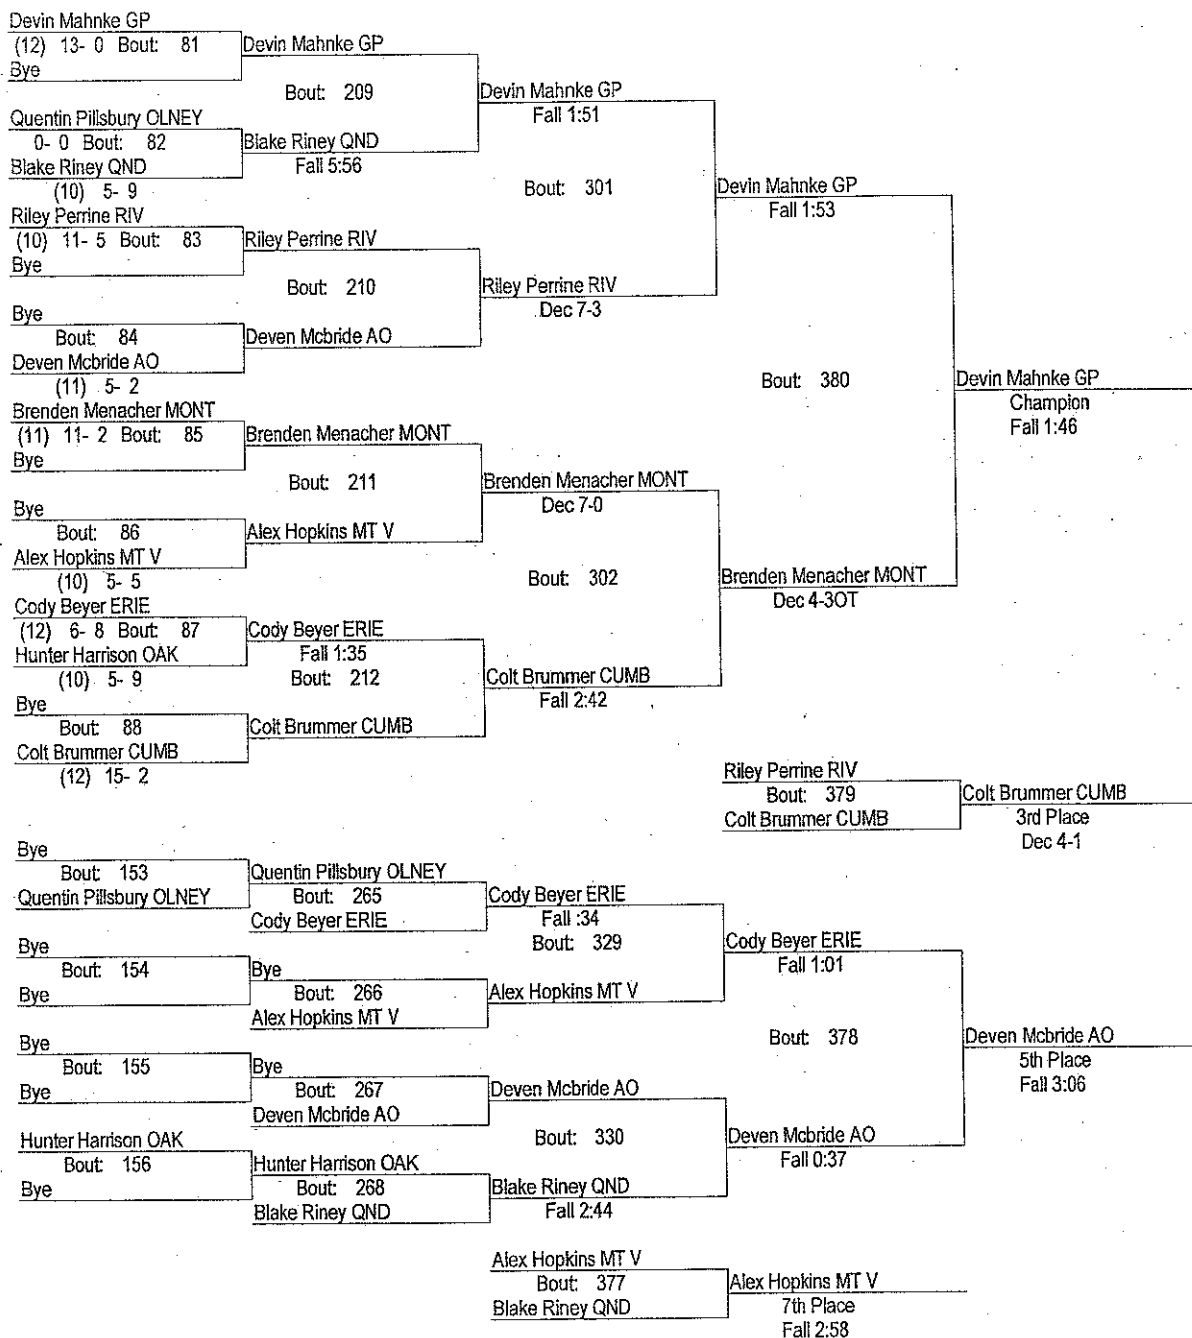 Devin Mahnke GP
(12) 13- 0 Bout: 81
Bye
Devin Mahnke GP
Bout: 209
Quentin Pillsbury OLNEY
0- 0 Bout: 82
Blake Riney QND
(10) 5- 9
Blake Riney QND
Fall 5:56
Devin Mahnke GP
Fall 1:51
Bout: 301
Riley Perrine RIV
(10) 11- 5 Bout: 83
Bye
Riley Perrine RIV
Bout: 210
Bye
Bout: 84
Deven Mcbride AO
(11) 5- 2
Deven Mcbride AO
Riley Perrine RIV
Dec 7-3
Devin Mahnke GP
Fall 1:53
Bout: 380
Brenden Menacher MONT
(11) 11- 2 Bout: 85
Bye
Brenden Menacher MONT
Bout: 211
Bye
Bout: 86
Alex Hopkins MT V
(10) 5- 5
Alex Hopkins MT V
Brenden Menacher MONT
Dec 7-0
Bout: 302
Cody Beyer ERIE
(12) 6- 8 Bout: 87
Hunter Harrison OAK
(10) 5- 9
Cody Beyer ERIE
Fall 1:35
Bout: 212
Bye
Bout: 88
Colt Brummer CUMB
(12) 15- 2
Colt Brummer CUMB
Colt Brummer CUMB
Fall 2:42
Brenden Menacher MONT
Dec 4-3OT
Devin Mahnke GP
Champion
Fall 1:46
Riley Perrine RIV
Bout: 379
Colt Brummer CUMB
Colt Brummer CUMB
3rd Place
Dec 4-1
Bye
Bout: 153
Quentin Pillsbury OLNEY
Quentin Pillsbury OLNEY
Bout: 265
Cody Beyer ERIE
Cody Beyer ERIE
Fall :34
Bout: 329
Bye
Bout: 154
Bye
Bye
Bout: 266
Alex Hopkins MT V
Alex Hopkins MT V
Cody Beyer ERIE
Fall 1:01
Bout: 378
Bye
Bout: 155
Bye
Bye
Bout: 267
Deven Mcbride AO
Deven Mcbride AO
Bout: 330
Hunter Harrison OAK
Bout: 156
Bye
Hunter Harrison OAK
Bout: 268
Blake Riney QND
Blake Riney QND
Fall 2:44
Deven Mcbride AO
Fall 0:37
Deven Mcbride AO
5th Place
Fall 3:06
Alex Hopkins MT V
Bout: 377
Blake Riney QND
Alex Hopkins MT V
7th Place
Fall 2:58